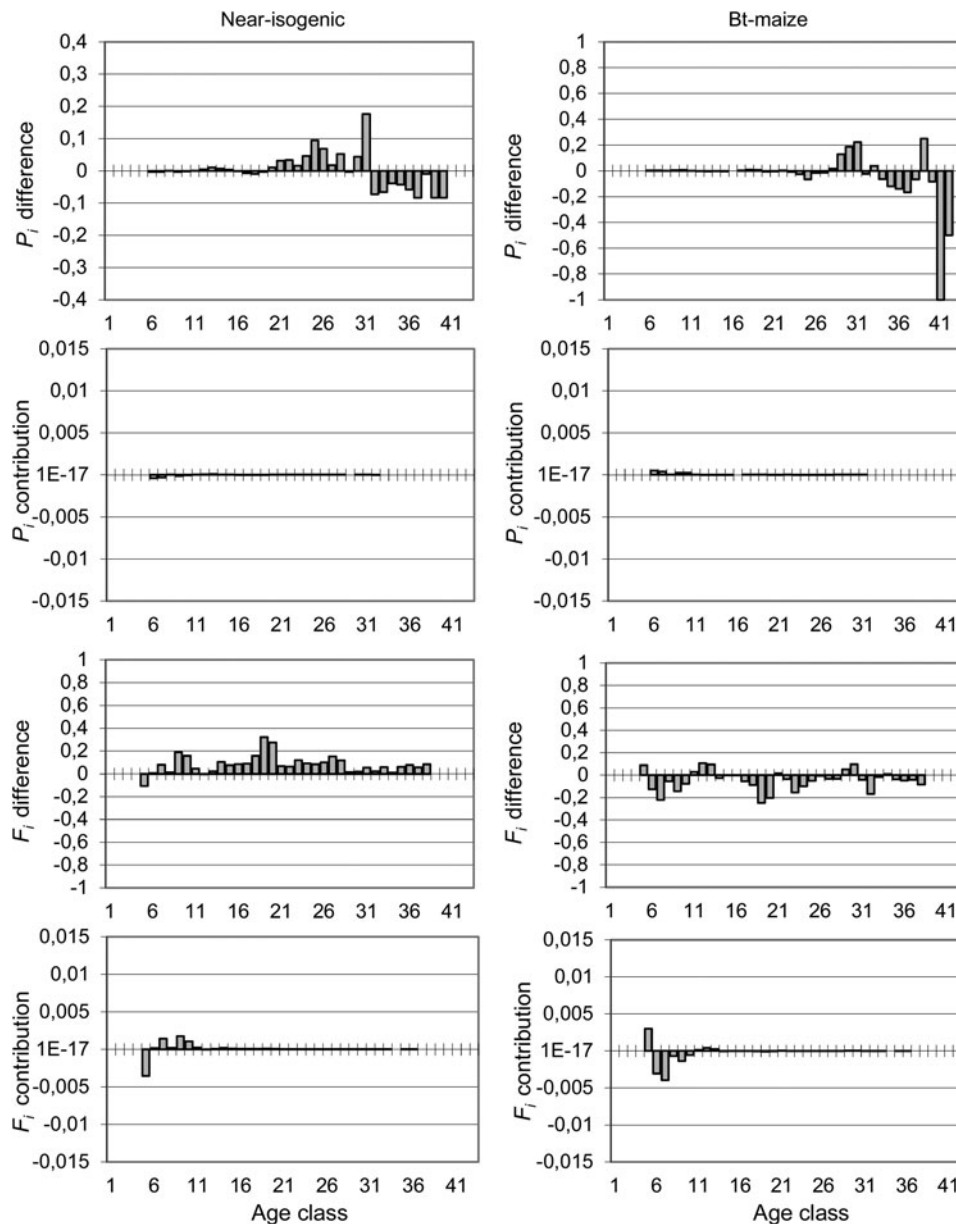 Near-isogenic
Bt-maize
0,4
0,3
0,2
0,1
0
-0,1
-0,2
-0,3
-0,4
P_i difference
1 6 11 16 21 26 31 36 41
1
0,8
0,6
0,4
0,2
0
-0,2
-0,4
-0,6
-0,8
-1
P_i difference
1 6 11 16 21 26 31 36 41
0,015
0,01
0,005
1E-17
-0,005
-0,01
-0,015
P_i contribution
1 6 11 16 21 26 31 36 41
0,015
0,01
0,005
1E-17
-0,005
-0,01
-0,015
P_i contribution
1 6 11 16 21 26 31 36 41
1
0,8
0,6
0,4
0,2
0
-0,2
-0,4
-0,6
-0,8
-1
F_i difference
1 6 11 16 21 26 31 36 41
1
0,8
0,6
0,4
0,2
0
-0,2
-0,4
-0,6
-0,8
-1
F_i difference
1 6 11 16 21 26 31 36 41
0,015
0,01
0,005
1E-17
-0,005
-0,01
-0,015
F_i contribution
1 6 11 16 21 26 31 36 41
Age class
0,015
0,01
0,005
1E-17
-0,005
-0,01
-0,015
F_i contribution
1 6 11 16 21 26 31 36 41
Age class